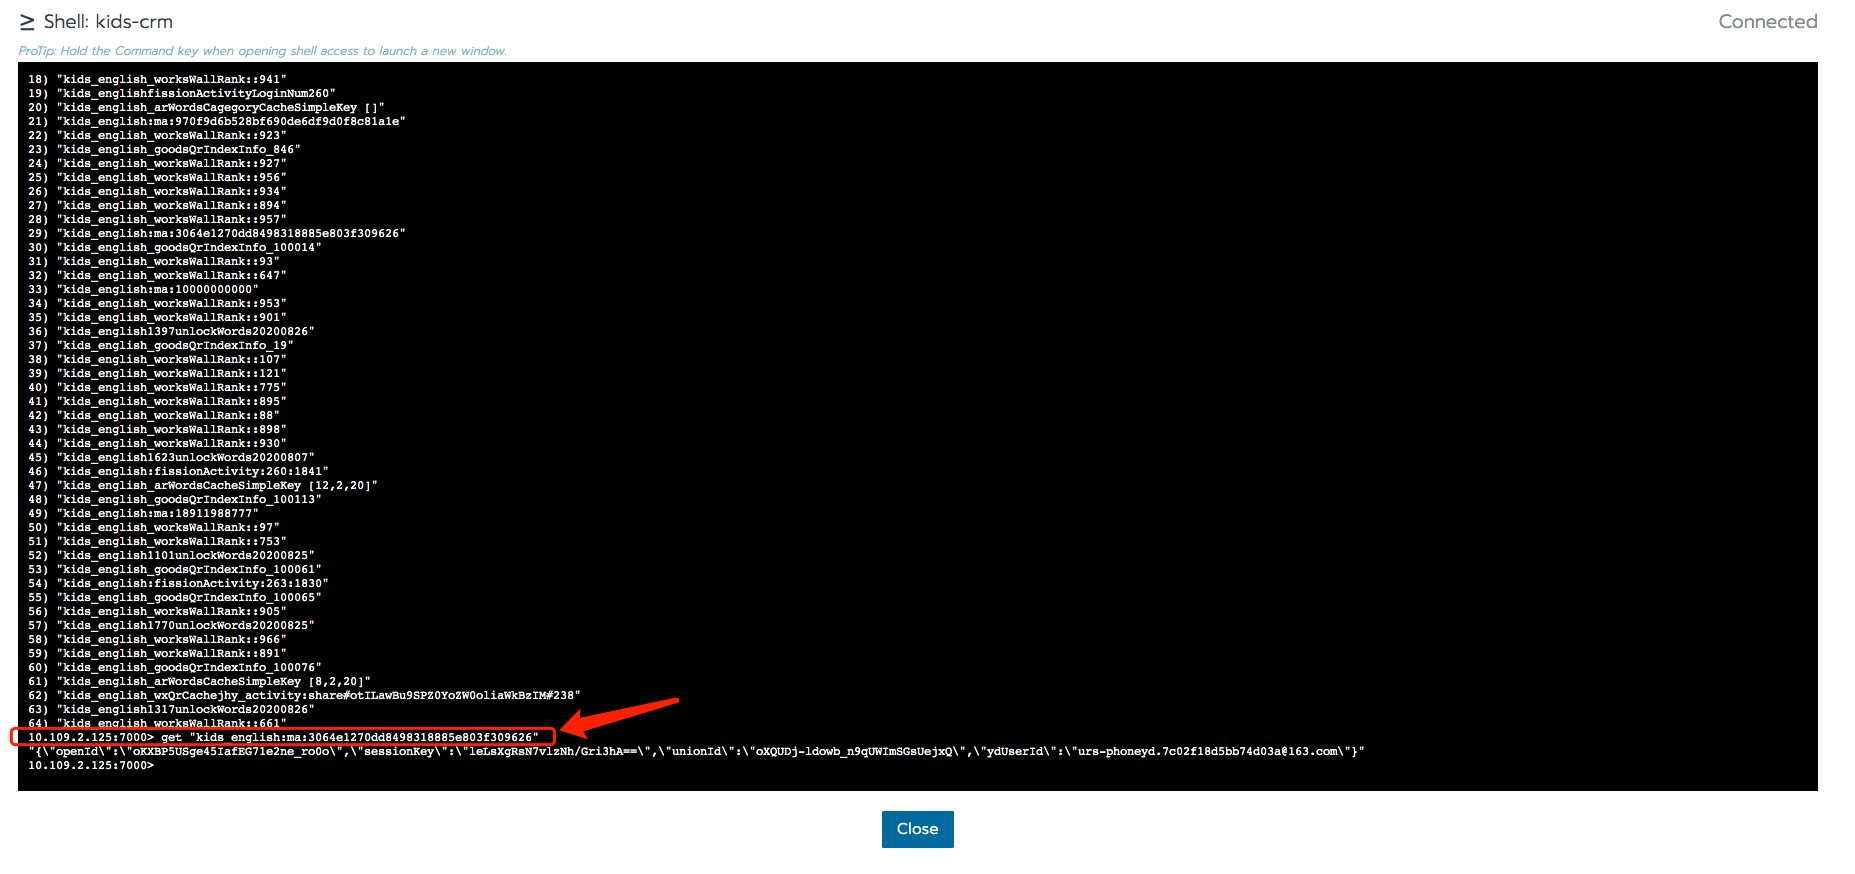 ≥ Shell: kids-crm
Connected
ProTip: Hold the Command key when opening shell access to launch a new window.
18) "kids_english_worksWallRank::941"
19) "kids_englishfissionActivityLoginNum260"
20) "kids_english_arWordsCagegoryCacheSimpleKey []"
21) "kids_english:ma:970f9d6b528bf690de6df9d0f8c81a1e"
22) "kids_english_worksWallRank::923"
23) "kids_english_goodsQrIndexInfo_846"
24) "kids_english_worksWallRank::927"
25) "kids_english_worksWallRank::956"
26) "kids_english_worksWallRank::934"
27) "kids_english_worksWallRank::894"
28) "kids_english_worksWallRank::957"
29) "kids_english:ma:3064e1270dd8498318885e803f309626"
30) "kids_english_goodsQrIndexInfo_100014"
31) "kids_english_worksWallRank::93"
32) "kids_english_worksWallRank::647"
33) "kids_english:ma:10000000000"
34) "kids_english_worksWallRank::953"
35) "kids_english_worksWallRank::901"
36) "kids_english1397unlockWords20200826"
37) "kids_english_goodsQrIndexInfo_19"
38) "kids_english_worksWallRank::107"
39) "kids_english_worksWallRank::121"
40) "kids_english_worksWallRank::775"
41) "kids_english_worksWallRank::895"
42) "kids_english_worksWallRank::88"
43) "kids_english_worksWallRank::898"
44) "kids_english_worksWallRank::930"
45) "kids_english1623unlockWords20200807"
46) "kids_english:fissionActivity:260:1841"
47) "kids_english_arWordsCacheSimpleKey [12,2,20]"
48) "kids_english_goodsQrIndexInfo_100113"
49) "kids_english:ma:18911988777"
50) "kids_english_worksWallRank::97"
51) "kids_english_worksWallRank::753"
52) "kids_english1101unlockWords20200825"
53) "kids_english_goodsQrIndexInfo_100061"
54) "kids_english:fissionActivity:263:1830"
55) "kids_english_goodsQrIndexInfo_100065"
56) "kids_english_worksWallRank::905"
57) "kids_english1770unlockWords20200825"
58) "kids_english_worksWallRank::966"
59) "kids_english_worksWallRank::891"
60) "kids_english_goodsQrIndexInfo_100076"
61) "kids_english_arWordsCacheSimpleKey [8,2,20]"
62) "kids_english_wxQrCachejhy_activity:share#otILawBu9SPZ0YoZW0oliaWkBzIM#238"
63) "kids_english1317unlockWords20200826"
64) "kids_english_worksWallRank::661"
10.109.2.125:7000> get "kids_english:ma:3064e1270dd8498318885e803f309626"
"{\"openId\":\"oKXBP5USge45IafKG71e2ne_ro0o\",\"sessionKey\":\"leLsXgRsN7vlzNh/Gri3hA==\",\"unionId\":\"oXQUDj-ldowb_n9qUWImSGsUejxQ\",\"ydUserId\":\"urs-phoneyd.7c02f18d5bb74d03a@163.com\"}"
10.109.2.125:7000>
Close